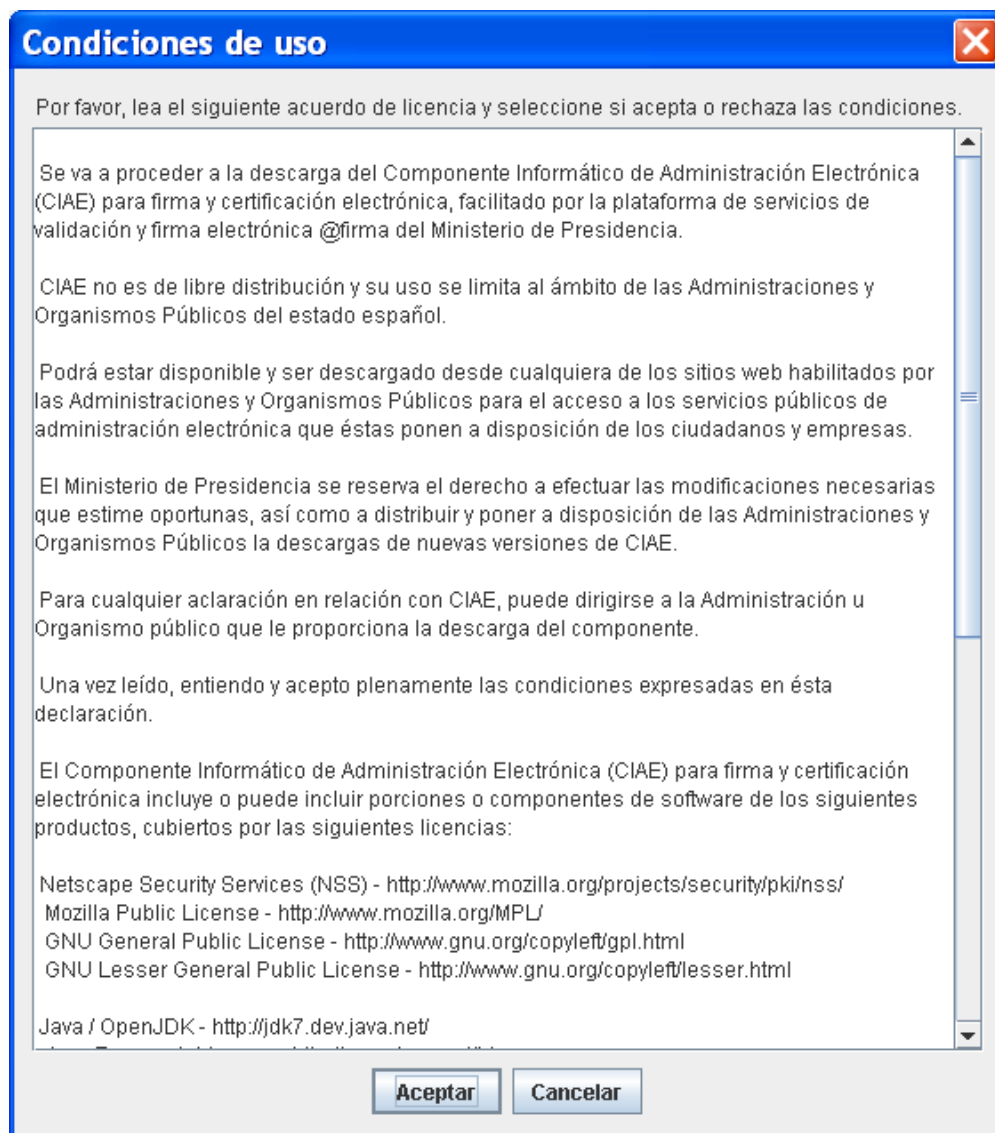 Condiciones de uso
Por favor, lea el siguiente acuerdo de licencia y seleccione si acepta o rechaza las condiciones.
Se va a proceder a la descarga del Componente Informático de Administración Electrónica
(CIAE) para firma y certificación electrónica, facilitado por la plataforma de servicios de
validación y firma electrónica @firma del Ministerio de Presidencia.
CIAE no es de libre distribución y su uso se limita al ámbito de las Administraciones y
Organismos Públicos del estado español.
Podrá estar disponible y ser descargado desde cualquiera de los sitios web habilitados por
las Administraciones y Organismos Públicos para el acceso a los servicios públicos de
administración electrónica que éstas ponen a disposición de los ciudadanos y empresas.
El Ministerio de Presidencia se reserva el derecho a efectuar las modificaciones necesarias
que estime oportunas, así como a distribuir y poner a disposición de las Administraciones y
Organismos Públicos la descargas de nuevas versiones de CIAE.
Para cualquier aclaración en relación con CIAE, puede dirigirse a la Administración u
Organismo público que le proporciona la descarga del componente.
Una vez leído, entiendo y acepto plenamente las condiciones expresadas en ésta
declaración.
El Componente Informático de Administración Electrónica (CIAE) para firma y certificación
electrónica incluye o puede incluir porciones o componentes de software de los siguientes
productos, cubiertos por las siguientes licencias:
Netscape Security Services (NSS) - http://www.mozilla.org/projects/security/pki/nss/
Mozilla Public License - http://www.mozilla.org/MPL/
GNU General Public License - http://www.gnu.org/copyleft/gpl.html
GNU Lesser General Public License - http://www.gnu.org/copyleft/lesser.html
Java / OpenJDK - http://jdk7.dev.java.net/
Aceptar
Cancelar